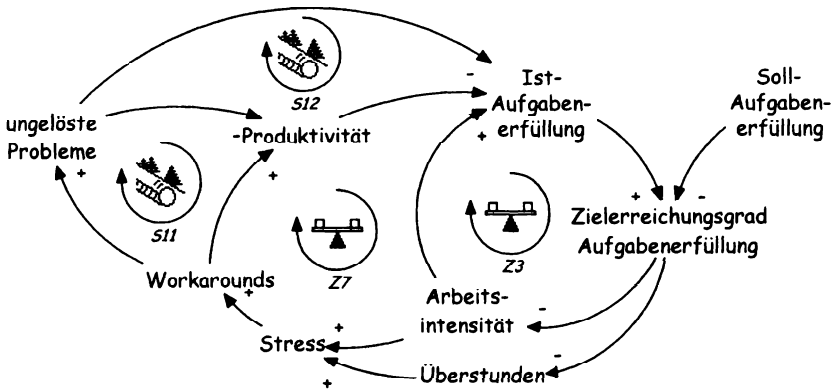 S12
-
Ist-
Aufgaben-
erfüllung
+
Soll-
Aufgaben-
erfüllung
ungelöste
Probleme
+
-Produktivität
+
S11
Z7
Z3
+
-
Zielerreichungsgrad
Aufgabenerfüllung
Workarounds
+
Arbeits-
intensität
-
Stress
+
+
Überstunden
-